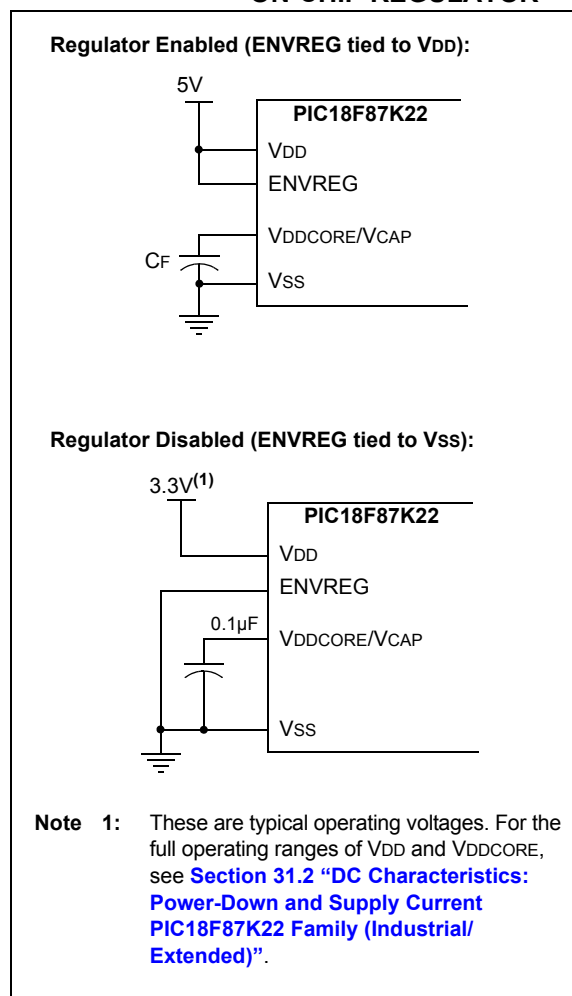 ON-CHIP REGULATOR
Regulator Enabled (ENVREG tied to VDD):
5V
PIC18F87K22
VDD
ENVREG
VDDCORE/VCAP
CF
VSS
Regulator Disabled (ENVREG tied to VSS):
3.3V(1)
PIC18F87K22
VDD
ENVREG
0.1µF
VDDCORE/VCAP
VSS
Note 1: These are typical operating voltages. For the
full operating ranges of VDD and VDDCORE,
see Section 31.2 “DC Characteristics:
Power-Down and Supply Current
PIC18F87K22 Family (Industrial/
Extended)”.